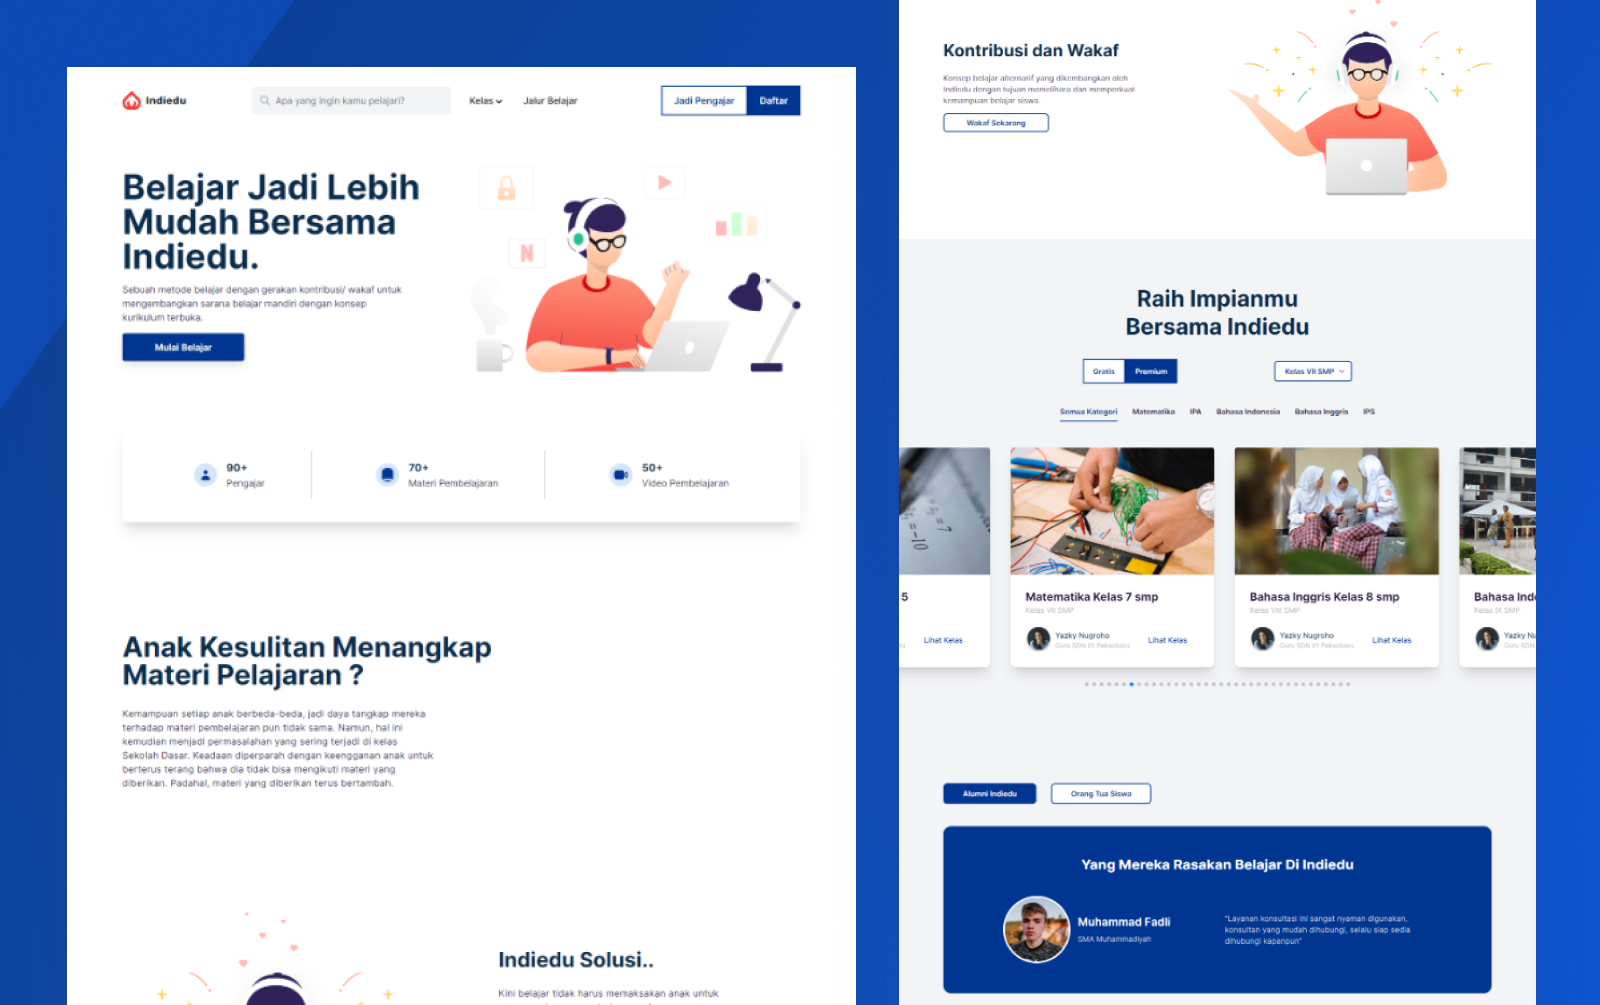 Indiedu
Apa yang ingin kamu pelajari?
Kelas
Jalur Belajar
Jadi Pengajar
Daftar
Belajar Jadi Lebih
Mudah Bersama
Indiedu.
Sebuah metode belajar dengan gerakan kontribusi/ wakaf untuk
mengembangkan sarana belajar mandiri dengan konsep
kurikulum terbuka.
Mulai Belajar
N
90+
Pengajar
70+
Materi Pembelajaran
50+
Video Pembelajaran
Anak Kesulitan Menangkap
Materi Pelajaran ?
Kemampuan setiap anak berbeda-beda, jadi daya tangkap mereka
terhadap materi pembelajaran pun tidak sama. Namun, hal ini
kemudian menjadi permasalahan yang sering terjadi di kelas
Sekolah Dasar. Keadaan diperparah dengan keengganan anak untuk
berterus terang bahwa dia tidak bisa mengikuti materi yang
diberikan. Padahal, materi yang diberikan terus bertambah.
Indiedu Solusi..
Kini belajar tidak harus memaksakan anak untuk
Kontribusi dan Wakaf
Konsep belajar alternatif yang dikembangkan oleh
Indiedu dengan tujuan memelihara dan memperkuat
kemampuan belajar siswa.
Wakaf Sekarang
Raih Impianmu
Bersama Indiedu
Gratis
Premium
Kelas VII SMP
Semua Kategori
Matematika
IPA
Bahasa Indonesia
Bahasa Inggris
IPS
5
Lihat Kelas
Matematika Kelas 7 smp
Kelas VII SMP
Yazky Nugroho
Guru SDN 01 Pekanbaru
Lihat Kelas
Bahasa Inggris Kelas 8 smp
Kelas VIII SMP
Yazky Nugroho
Guru SDN 01 Pekanbaru
Lihat Kelas
Bahasa Ind
Kelas IX SMP
Yazky Nu
Guru SDN
Alumni Indiedu
Orang Tua Siswa
Yang Mereka Rasakan Belajar Di Indiedu
Muhammad Fadli
SMA Muhammadiyah
"Layanan konsultasi ini sangat nyaman digunakan,
konsultan yang mudah dihubungi, selalu siap sedia
dihubungi kapanpun"